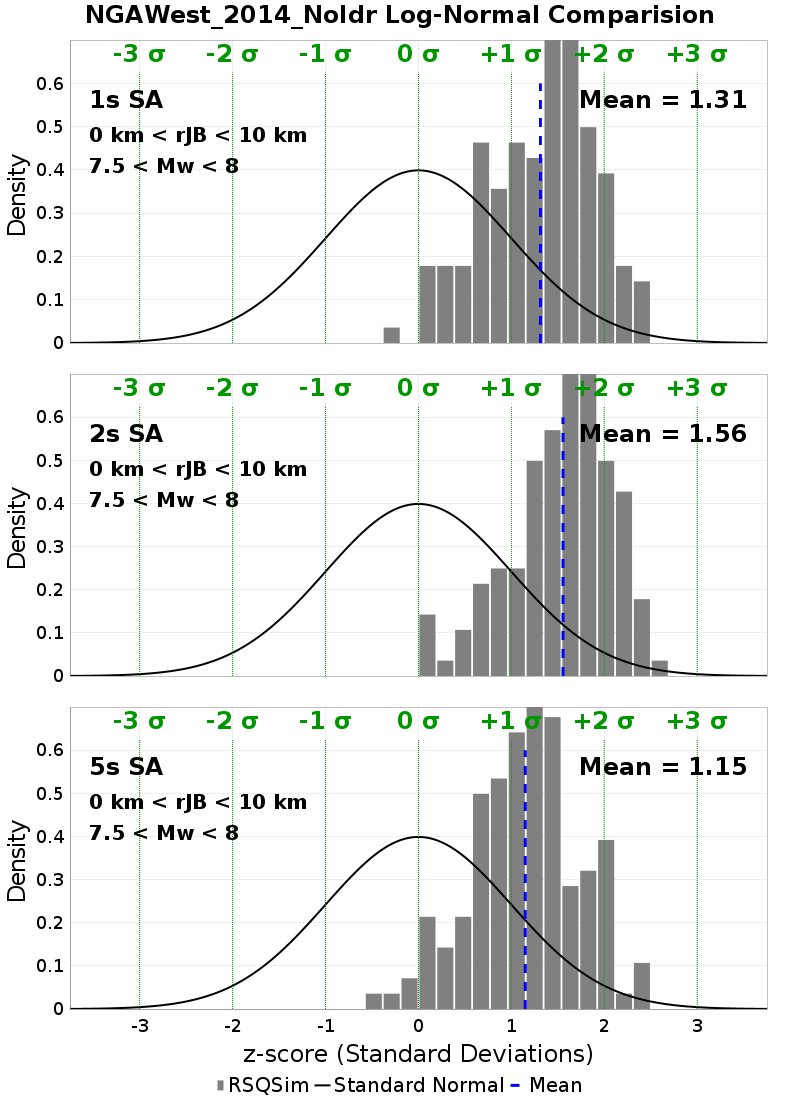 NGAWest_2014_NoIdr Log-Normal Comparision
-3 σ -2 σ -1 σ 0 σ +1 σ +2 σ +3 σ
1s SA
Mean = 1.31
0 km < rJB < 10 km
7.5 < Mw < 8
Density
0.6
0.5
0.4
0.3
0.2
0.1
0
-3 σ -2 σ -1 σ 0 σ +1 σ +2 σ +3 σ
2s SA
Mean = 1.56
0 km < rJB < 10 km
7.5 < Mw < 8
Density
0.6
0.5
0.4
0.3
0.2
0.1
0
-3 σ -2 σ -1 σ 0 σ +1 σ +2 σ +3 σ
5s SA
Mean = 1.15
0 km < rJB < 10 km
7.5 < Mw < 8
Density
0.6
0.5
0.4
0.3
0.2
0.1
0
-3 -2 -1 0 1 2 3
z-score (Standard Deviations)
RSQSim Standard Normal Mean